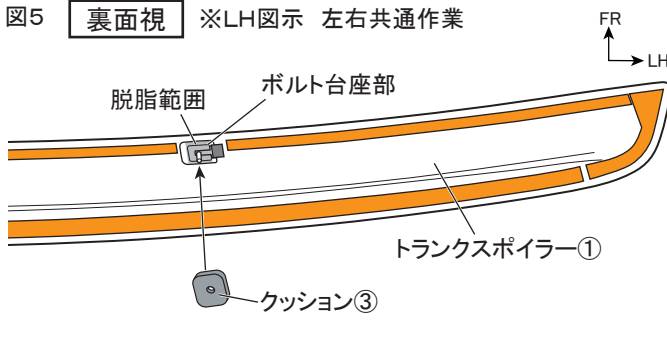 図5 裏面視 ※LH図示 左右共通作業
FR
LH
ボルト台座部
脱脂範囲
トランクスポイラー①
クッション③